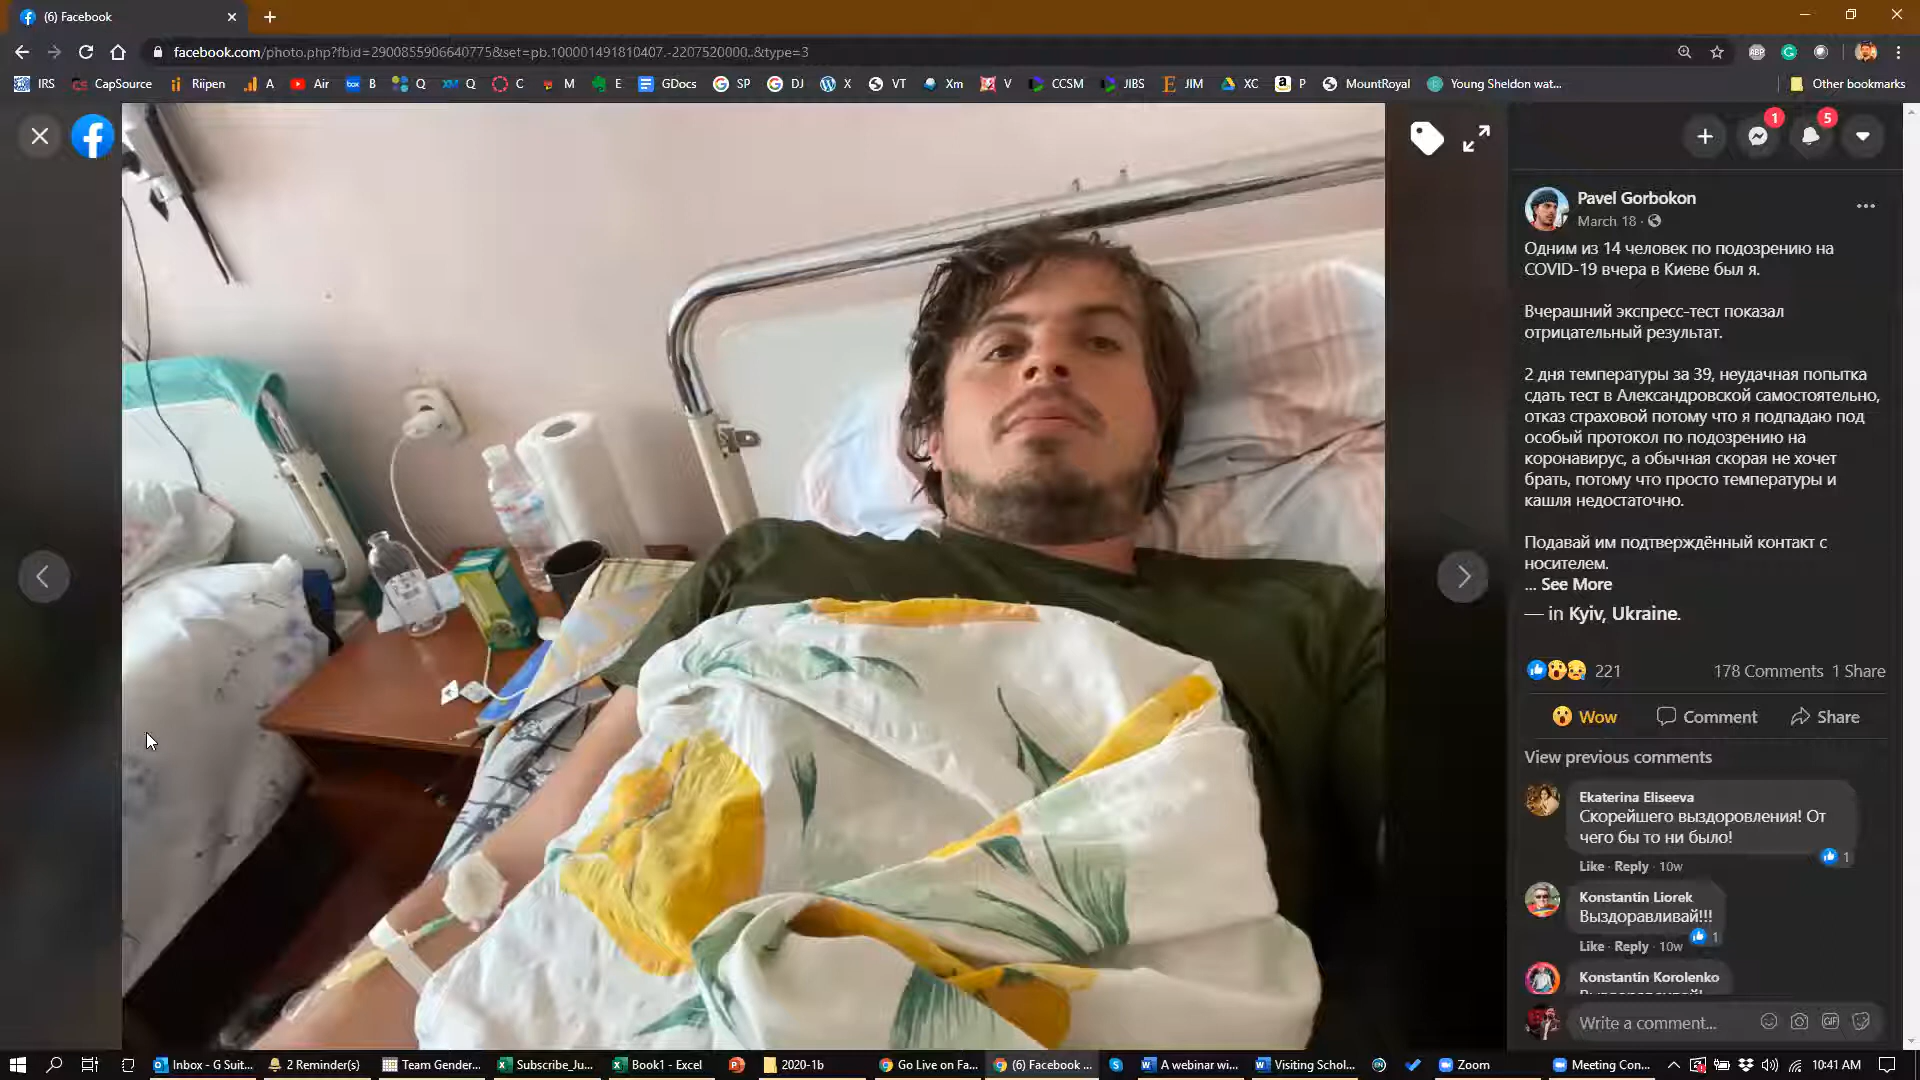 (6) Facebook
facebook.com/photo.php?fbid=2900855906640775&set=pb.100001491810407.-2207520000..&type=3
IRS CapSource Riipen A Air B Q Q C M E GDocs SP DJ X VT Xm V CCSM JIBS JIM XC P MountRoyal Young Sheldon wat... Other bookmarks
1 5
Pavel Gorbokon
March 18 ·
Одним из 14 человек по подозрению на
COVID-19 вчера в Киеве был я.
Вчерашний экспресс-тест показал
отрицательный результат.
2 дня температуры за 39, неудачная попытка
сдать тест в Александровской самостоятельно,
отказ страховой потому что я подпадаю под
особый протокол по подозрению на
коронавирус, а обычная скорая не хочет
брать, потому что просто температуры и
кашля недостаточно.
Подавай им подтверждённый контакт с
носителем.
... See More
— in Kyiv, Ukraine.
221 178 Comments 1 Share
Wow Comment Share
View previous comments
Ekaterina Eliseeva
Скорейшего выздоровления! От
чего бы то ни было!
1
Like · Reply · 10w
Konstantin Liorek
Выздоравливай!!!
1
Like · Reply · 10w
Konstantin Korolenko
Write a comment... GIF
Inbox - G Suit... 2 Reminder(s) Team Gender... Subscribe_Ju... Book1 - Excel 2020-1b Go Live on Fa... (6) Facebook ... A webinar wi... Visiting Schol... Zoom Meeting Con... 10:41 AM